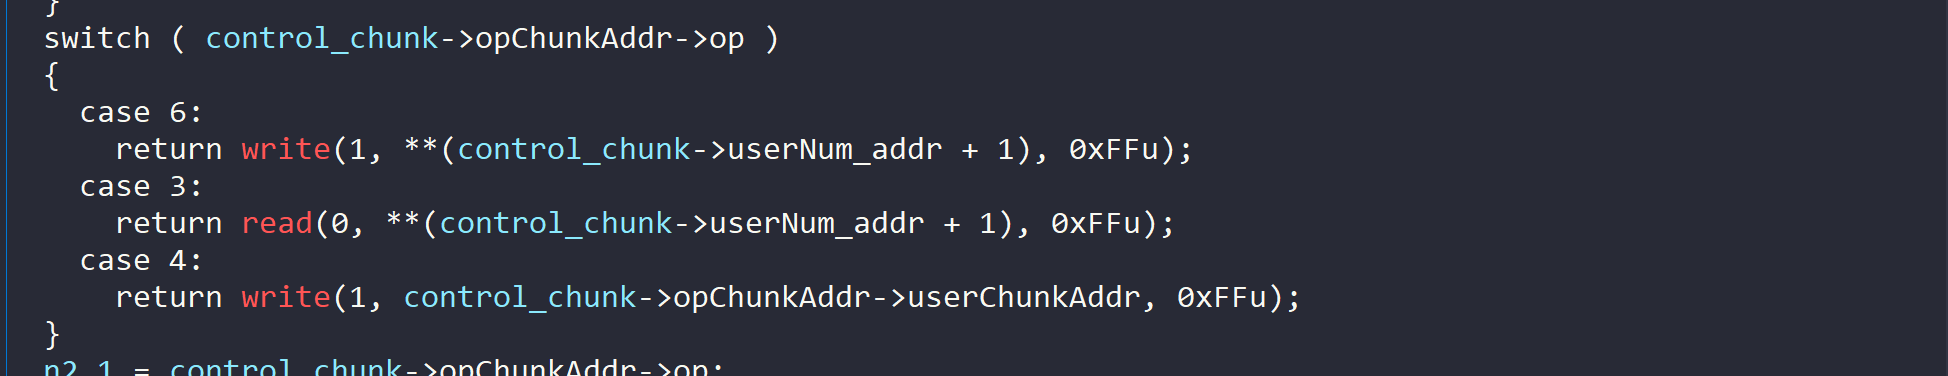 }
switch ( control_chunk->opChunkAddr->op )
{
case 6:
return write(1, **(control_chunk->userNum_addr + 1), 0xFFu);
case 3:
return read(0, **(control_chunk->userNum_addr + 1), 0xFFu);
case 4:
return write(1, control_chunk->opChunkAddr->userChunkAddr, 0xFFu);
}
n2_1 = control_chunk->opChunkAddr->op;